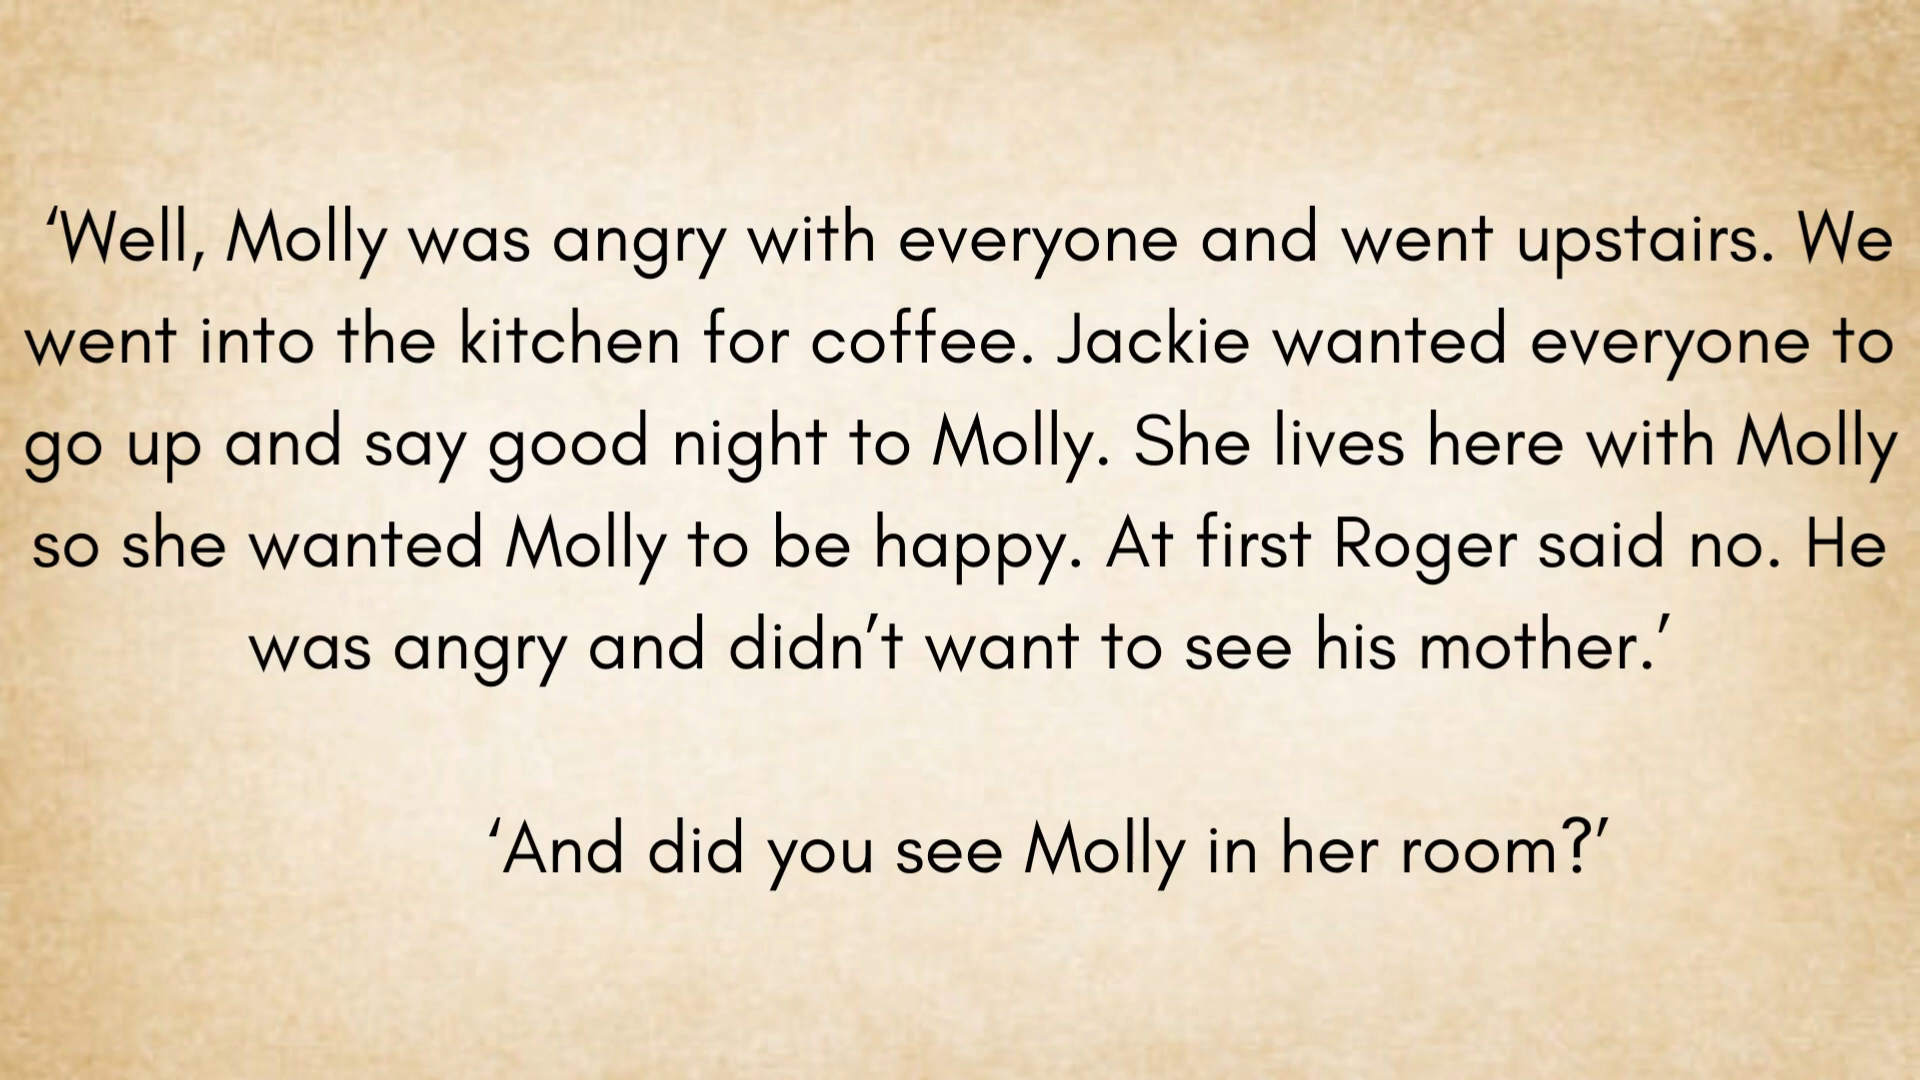 ‘Well, Molly was angry with everyone and went upstairs. We
went into the kitchen for coffee. Jackie wanted everyone to
go up and say good night to Molly. She lives here with Molly
so she wanted Molly to be happy. At first Roger said no. He
was angry and didn’t want to see his mother.’
‘And did you see Molly in her room?’